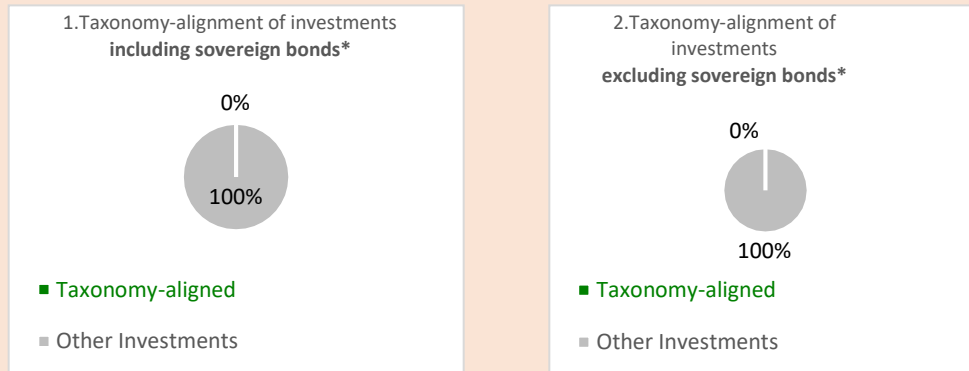 1.Taxonomy-alignment of investments
including sovereign bonds*
0%
100%
■ Taxonomy-aligned
■ Other Investments
2.Taxonomy-alignment of
investments
excluding sovereign bonds*
0%
100%
■ Taxonomy-aligned
■ Other Investments